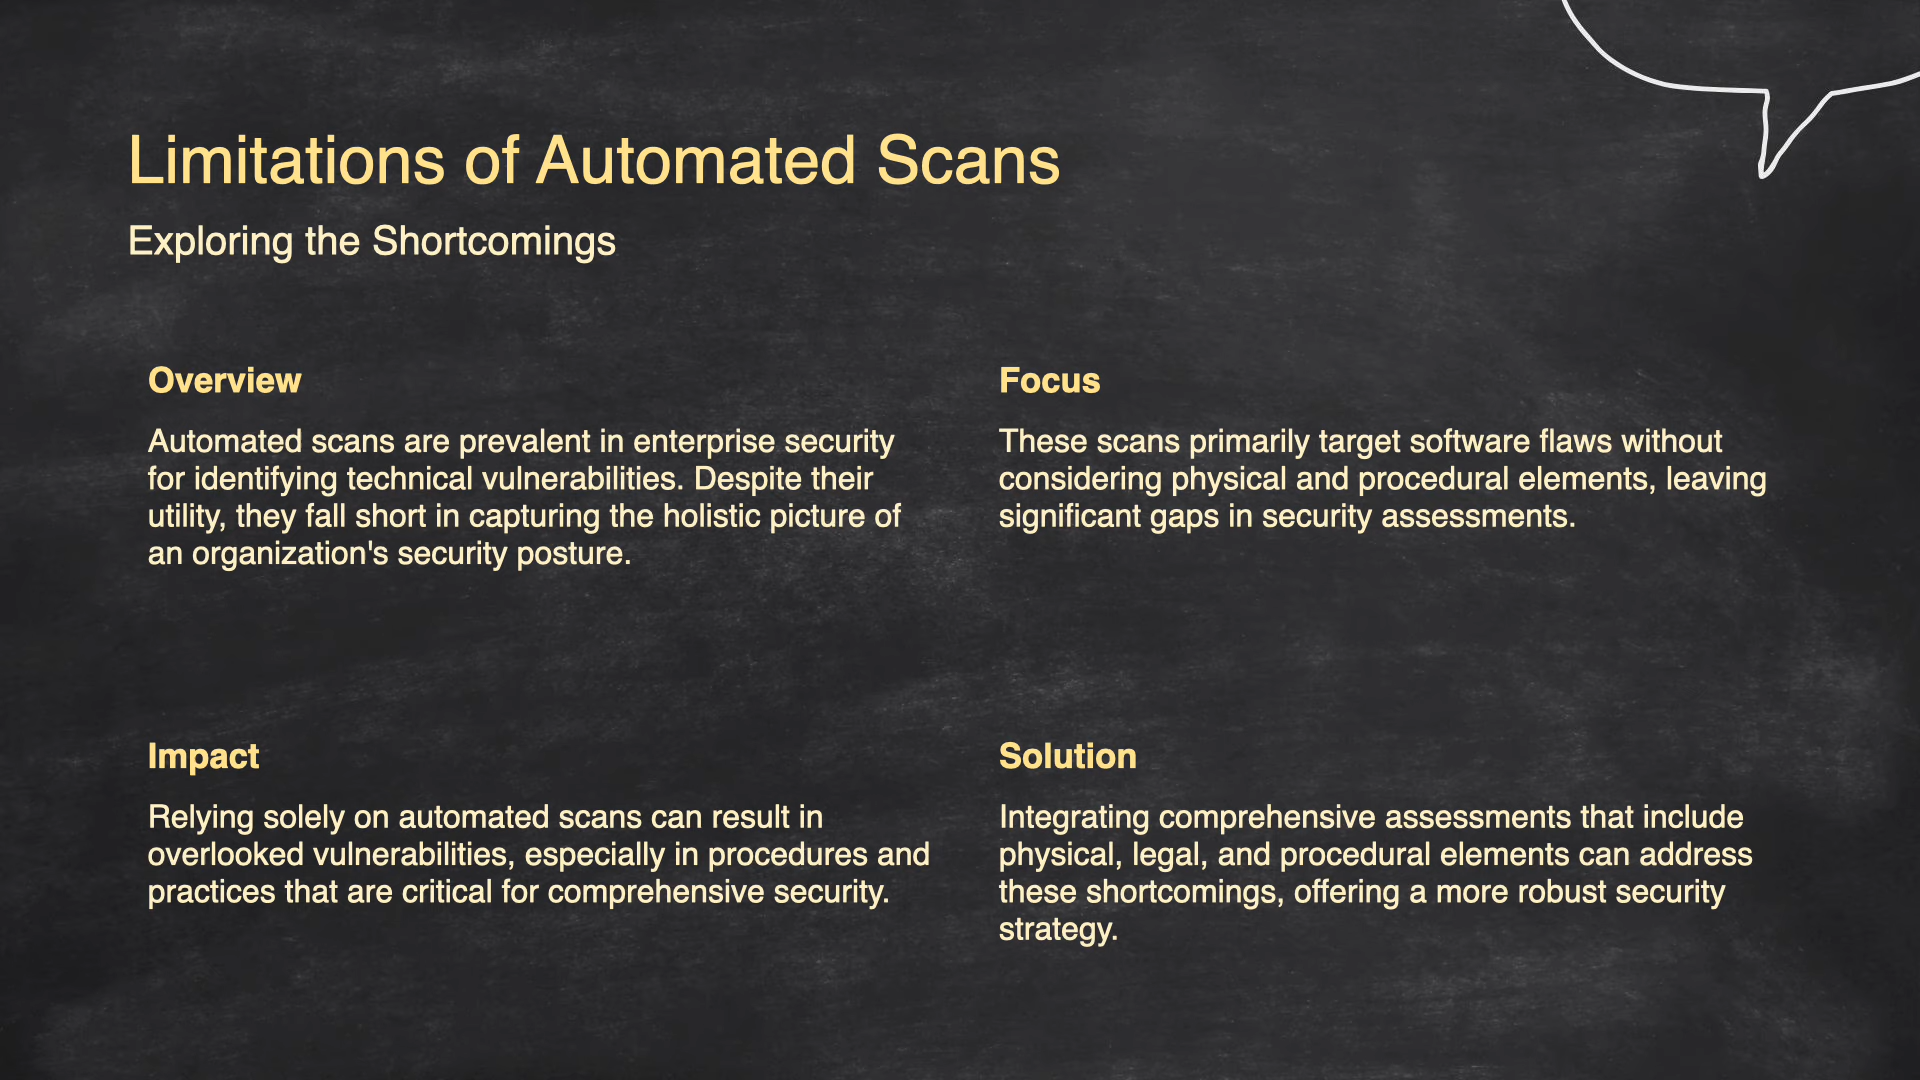 Limitations of Automated Scans
Exploring the Shortcomings
Overview
Automated scans are prevalent in enterprise security
for identifying technical vulnerabilities. Despite their
utility, they fall short in capturing the holistic picture of
an organization's security posture.
Focus
These scans primarily target software flaws without
considering physical and procedural elements, leaving
significant gaps in security assessments.
Impact
Relying solely on automated scans can result in
overlooked vulnerabilities, especially in procedures and
practices that are critical for comprehensive security.
Solution
Integrating comprehensive assessments that include
physical, legal, and procedural elements can address
these shortcomings, offering a more robust security
strategy.